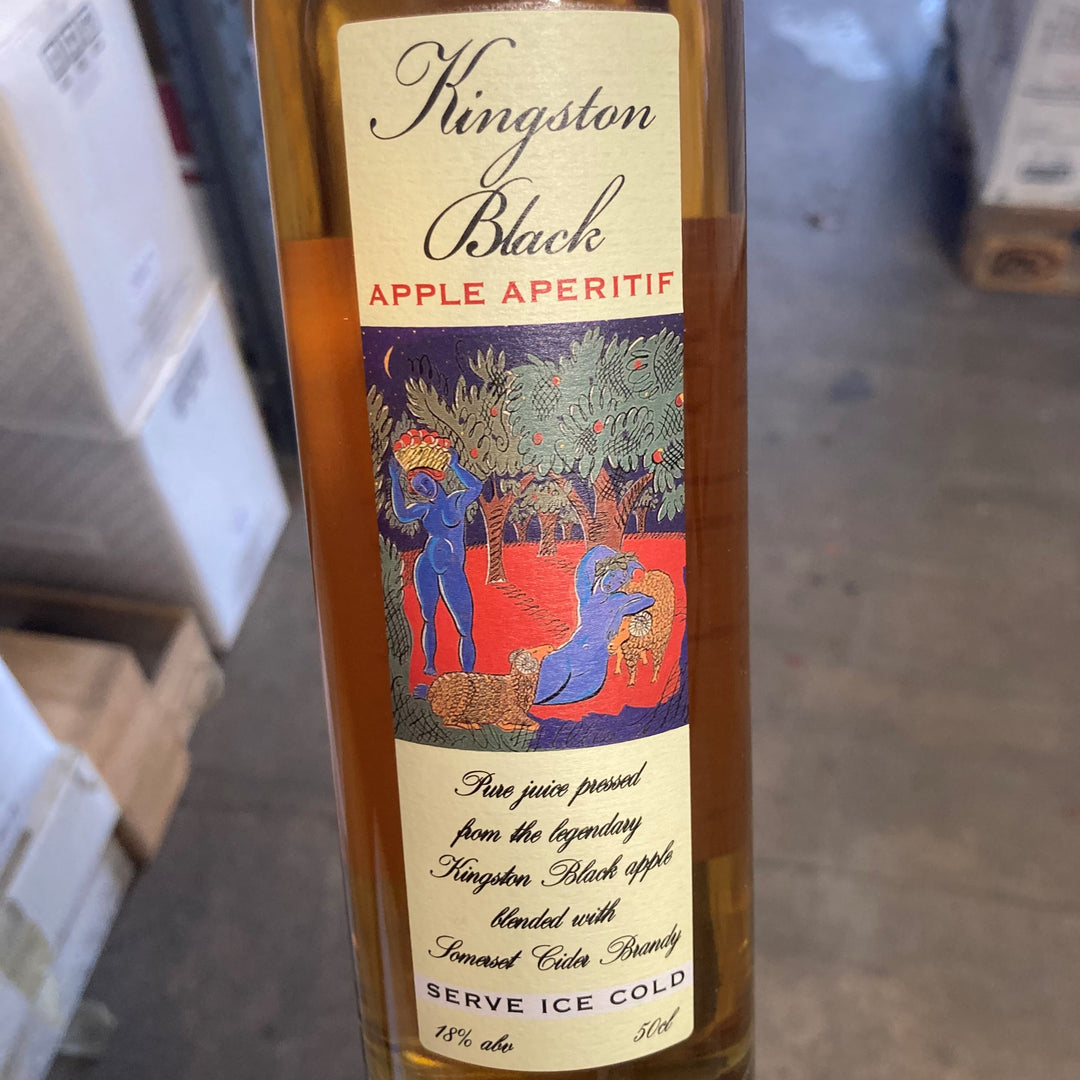 Kingston
Black
APPLE APERITIF
Pure juice pressed
from the legendary
Kingston Black apple
blended with
Somerset Cider Brandy
SERVE ICE COLD
18% abv 50cl